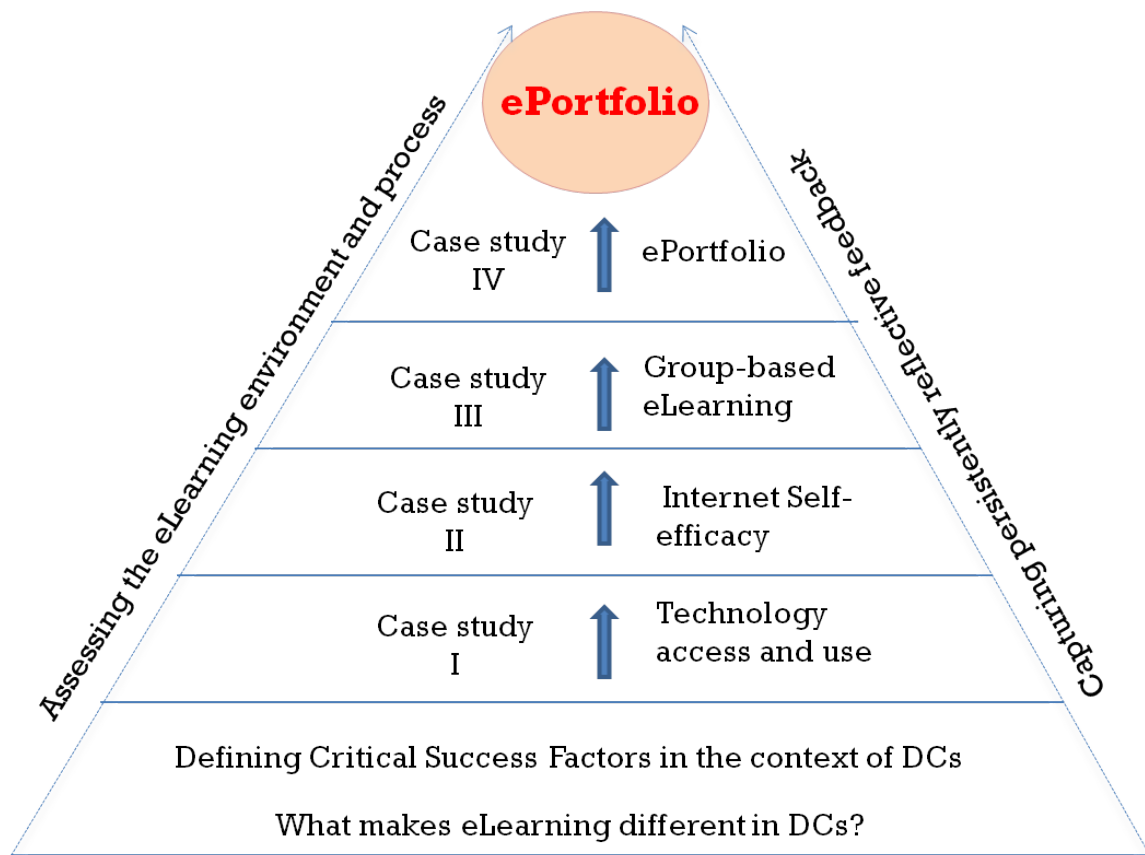 ePortfolio
Assessing the eLearning environment and process
Capturing persistently reflective feedback
Case study
IV
ePortfolio
Case study
III
Group-based
eLearning
Case study
II
Internet Self-
efficacy
Case study
I
Technology
access and use
Defining Critical Success Factors in the context of DCs
What makes eLearning different in DCs?